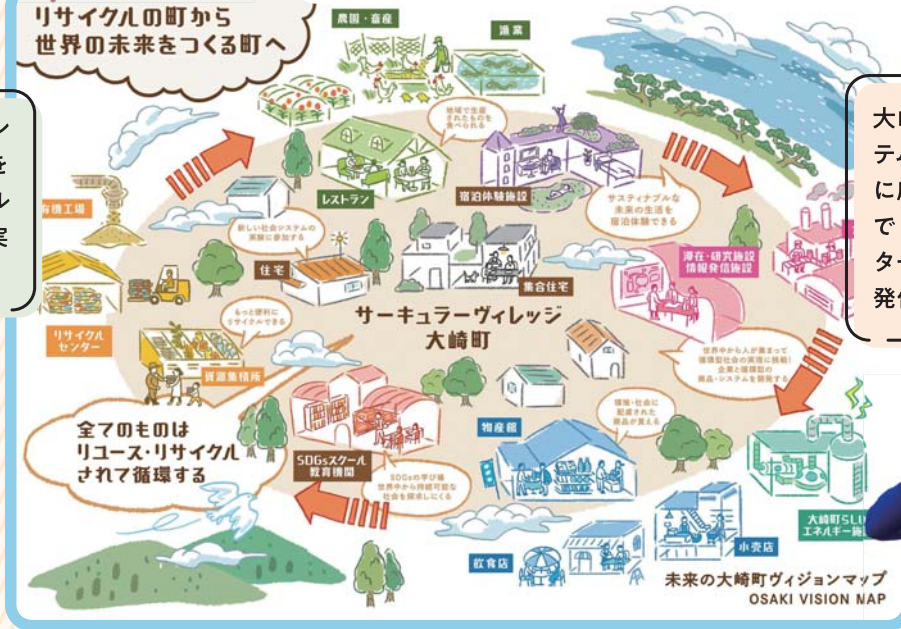 リサイクルの町から
世界の未来をつくる町へ
農園・畜産
漁業
地域で生産
されたものを
食べられる
レストラン
宿泊体験施設
サスティナブルな
未来の生活を
宿泊体験できる
有機工場
新しい社会システムの
実験に参加する
住宅
集合住宅
滞在・研究施設
情報発信施設
サーキュラーヴィレッジ
大崎町
リサイクル
センター
もっと便利に
リサイクルできる
資源集積所
世界中から人が集まって
循環型社会の実現に挑戦!
企業と循環型の
商品・システムを開発する
環境・社会に
配慮された
商品が買える
全てのものは
リユース・リサイクル
されて循環する
SDGsスクール
教育機関
SDGsの学び場
世界中から持続可能な
社会を探求しにくる
物産館
飲食店
小売店
大崎町らしい
エネルギー施
未来の大崎町ヴィジョンマップ
OSAKI VISION MAP
ン
を
ル
実
大
テ
に
で
ター
発